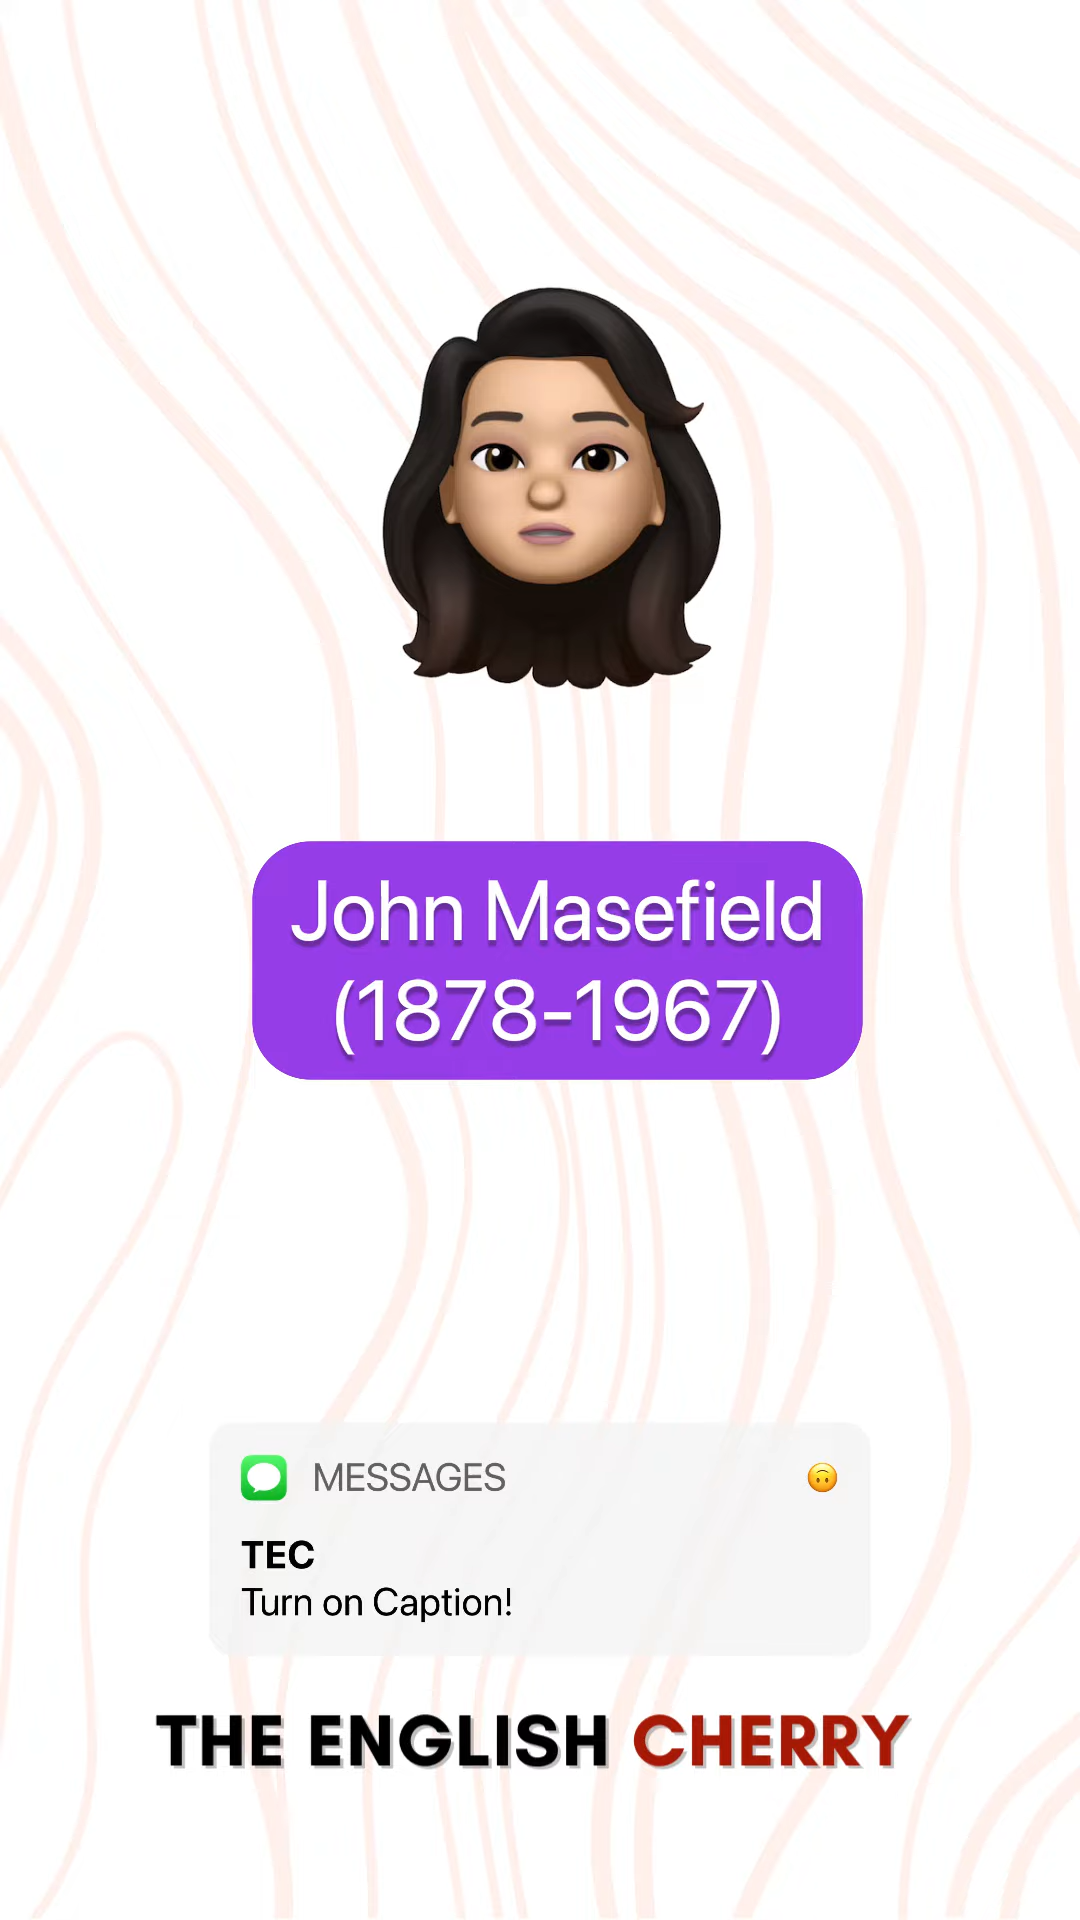 John Masefield
(1878-1967)
MESSAGES
TEC
Turn on Caption!
THE ENGLISH CHERRY